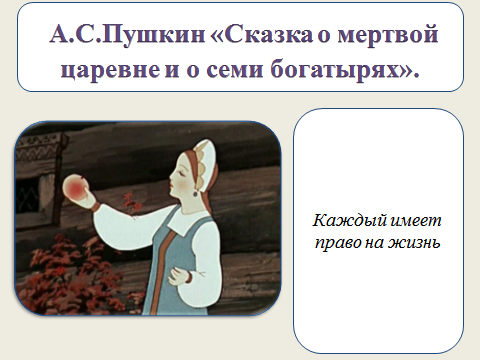 А.С.Пушкин «Сказка о мертвой
царевне и о семи богатырях».
Каждый имеет
право на жизнь